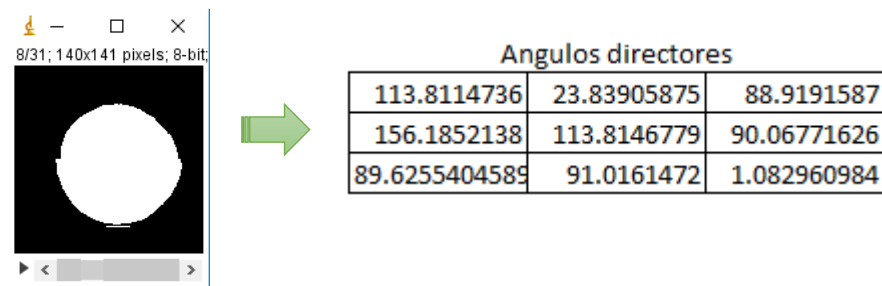 8/31; 140x141 pixels; 8-bit;
Angulos directores
113.8114736 23.83905875 88.9191587
156.1852138 113.8146779 90.06771626
89.6255404589 91.0161472 1.082960984